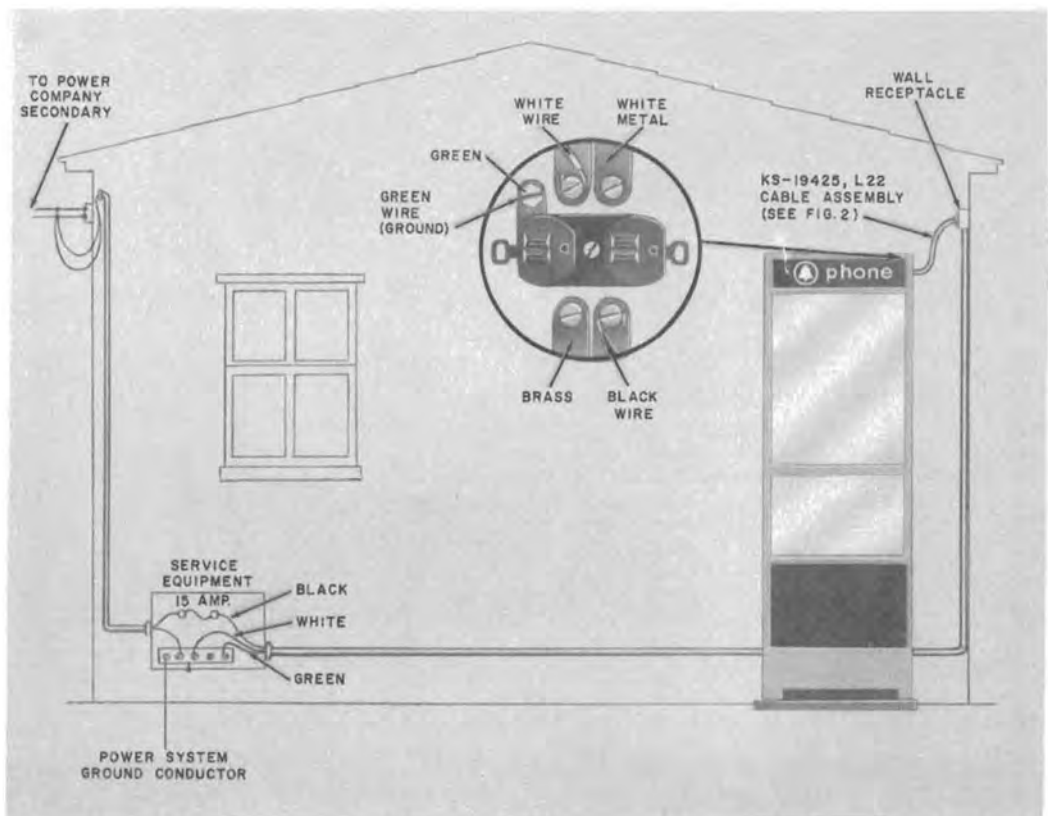 TO POWER
COMPANY
SECONDARY
WHITE
WIRE
WHITE
METAL
WALL
RECEPTACLE
GREEN
GREEN
WIRE
(GROUND)
KS-19425, L22
CABLE ASSEMBLY
(SEE FIG. 2)
phone
BRASS
BLACK
WIRE
SERVICE
EQUIPMENT
15 AMP.
BLACK
WHITE
GREEN
POWER SYSTEM
GROUND CONDUCTOR